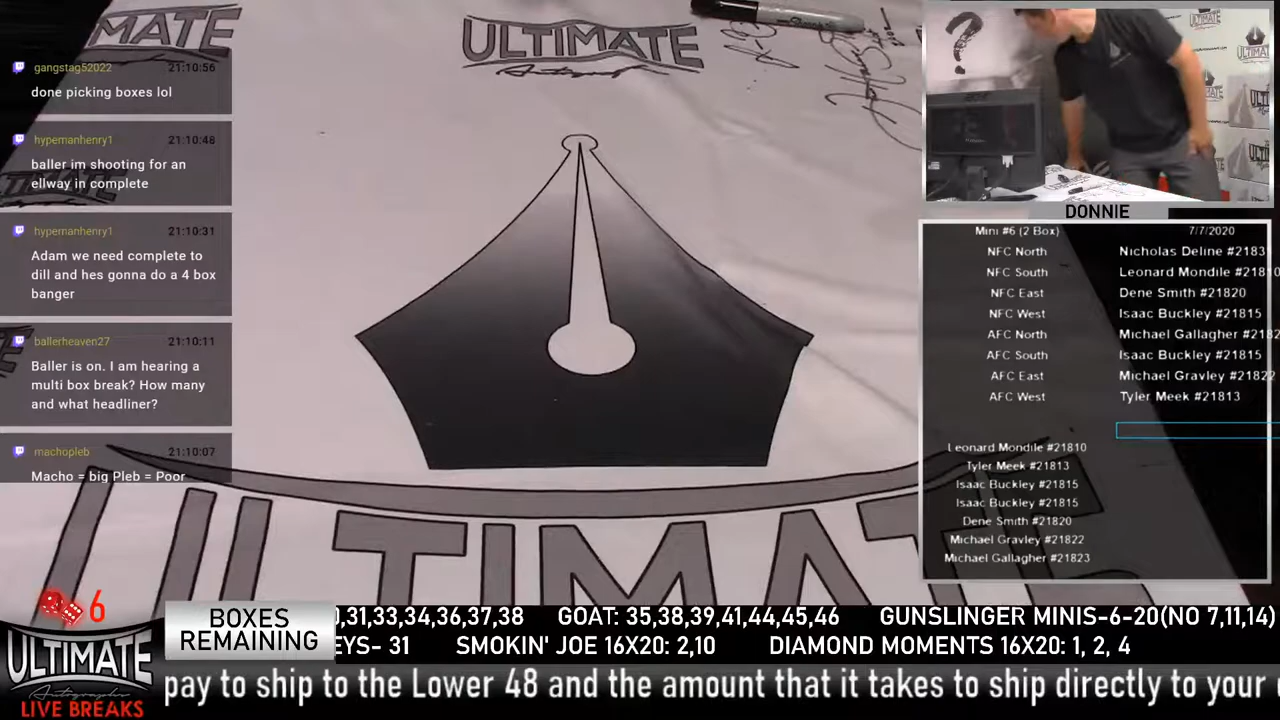 ULTIMATE
gangstag52022 21:10:56
done picking boxes lol
hypemanhenry1 21:10:48
baller im shooting for an
ellway in complete
hypemanhenry1 21:10:31
Adam we need complete to
dill and hes gonna do a 4 box
banger
ballerheaven27 21:10:11
Baller is on. I am hearing a
multi box break? How many
and what headliner?
machopleb 21:10:07
Macho = big Pleb = Poor
MATE
ULTIMATE
DONNIE
Mini #6 (2 Box) 7/7/2020
NFC North Nicholas Deline #2183
NFC South Leonard Mondile #21810
NFC East Dene Smith #21820
NFC West Isaac Buckley #21815
AFC North Michael Gallagher #2182
AFC South Isaac Buckley #21815
AFC East Michael Gravley #21822
AFC West Tyler Meek #21813
Leonard Mondile #21810
Tyler Meek #21813
Isaac Buckley #21815
Isaac Buckley #21815
Dene Smith #21820
Michael Gravley #21822
Michael Gallagher #21823
6
ULTIMATE
Autographs
LIVE BREAKS
BOXES
REMAINING
,31,33,34,36,37,38 GOAT: 35,38,39,41,44,45,46 GUNSLINGER MINIS-6-20(NO 7,11,14)
EYS- 31 SMOKIN' JOE 16X20: 2,10 DIAMOND MOMENTS 16X20: 1, 2, 4
pay to ship to the Lower 48 and the amount that it takes to ship directly to your